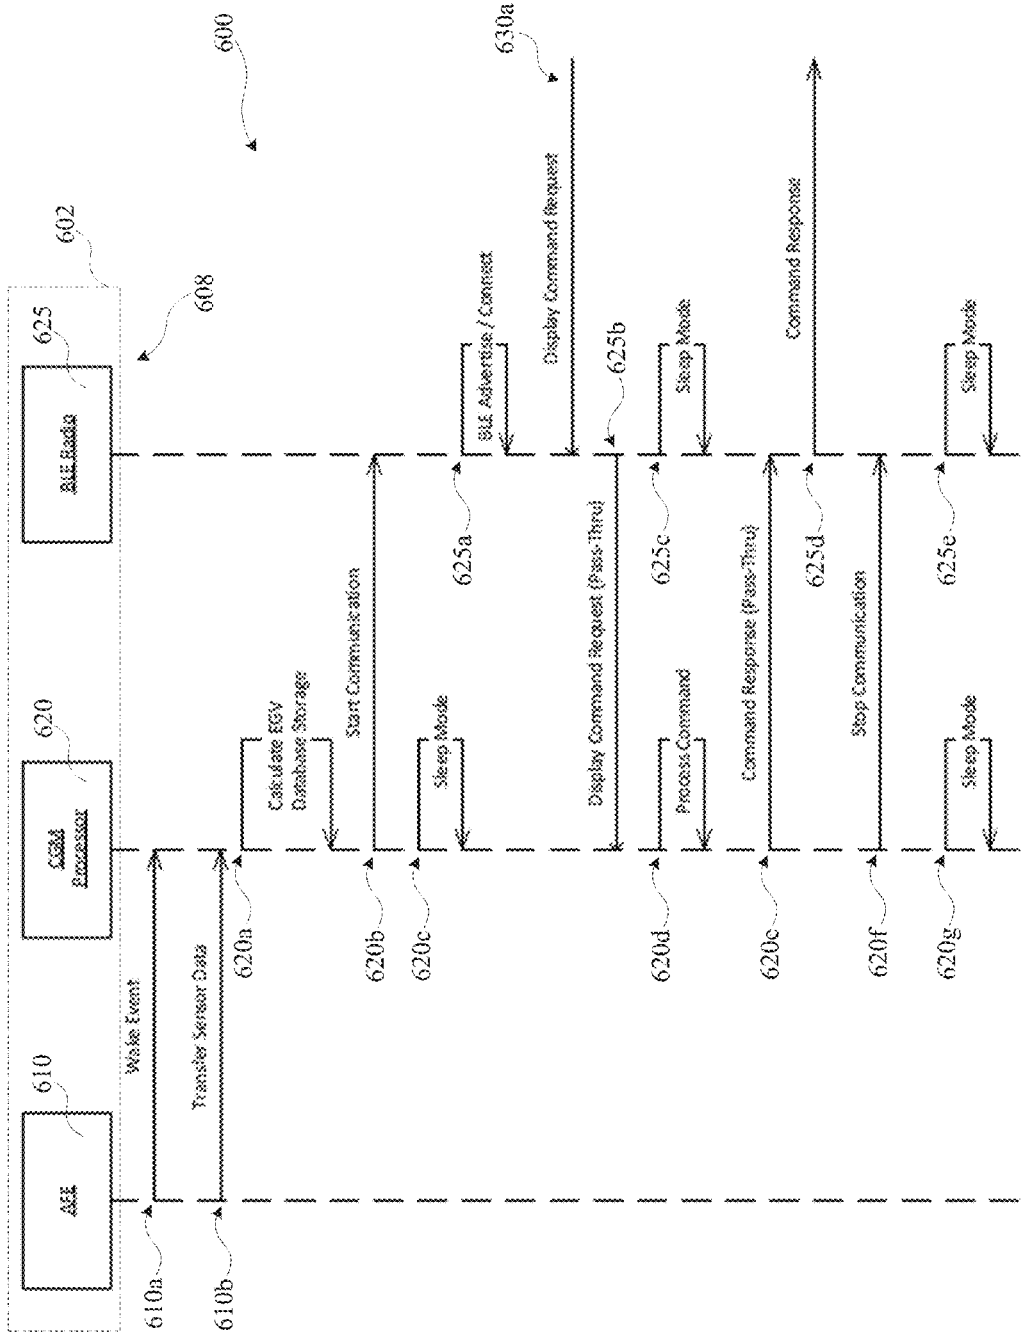 AFE
610
CGM
Processor
620
BLE Radio
625
602
608
600
Wake Event
610a
Transfer Sensor Data
610b
620a
Calculate EGV
Database Storage
Start Communication
620b
620c
Sleep Mode
625a
BLE Advertise / Connect
Display Command Request
630a
Display Command Request (Pass-Thru)
625b
620d
Process Command
625c
Sleep Mode
Command Response (Pass-Thru)
620e
Command Response
625d
Stop Communication
620f
620g
Sleep Mode
625e
Sleep Mode